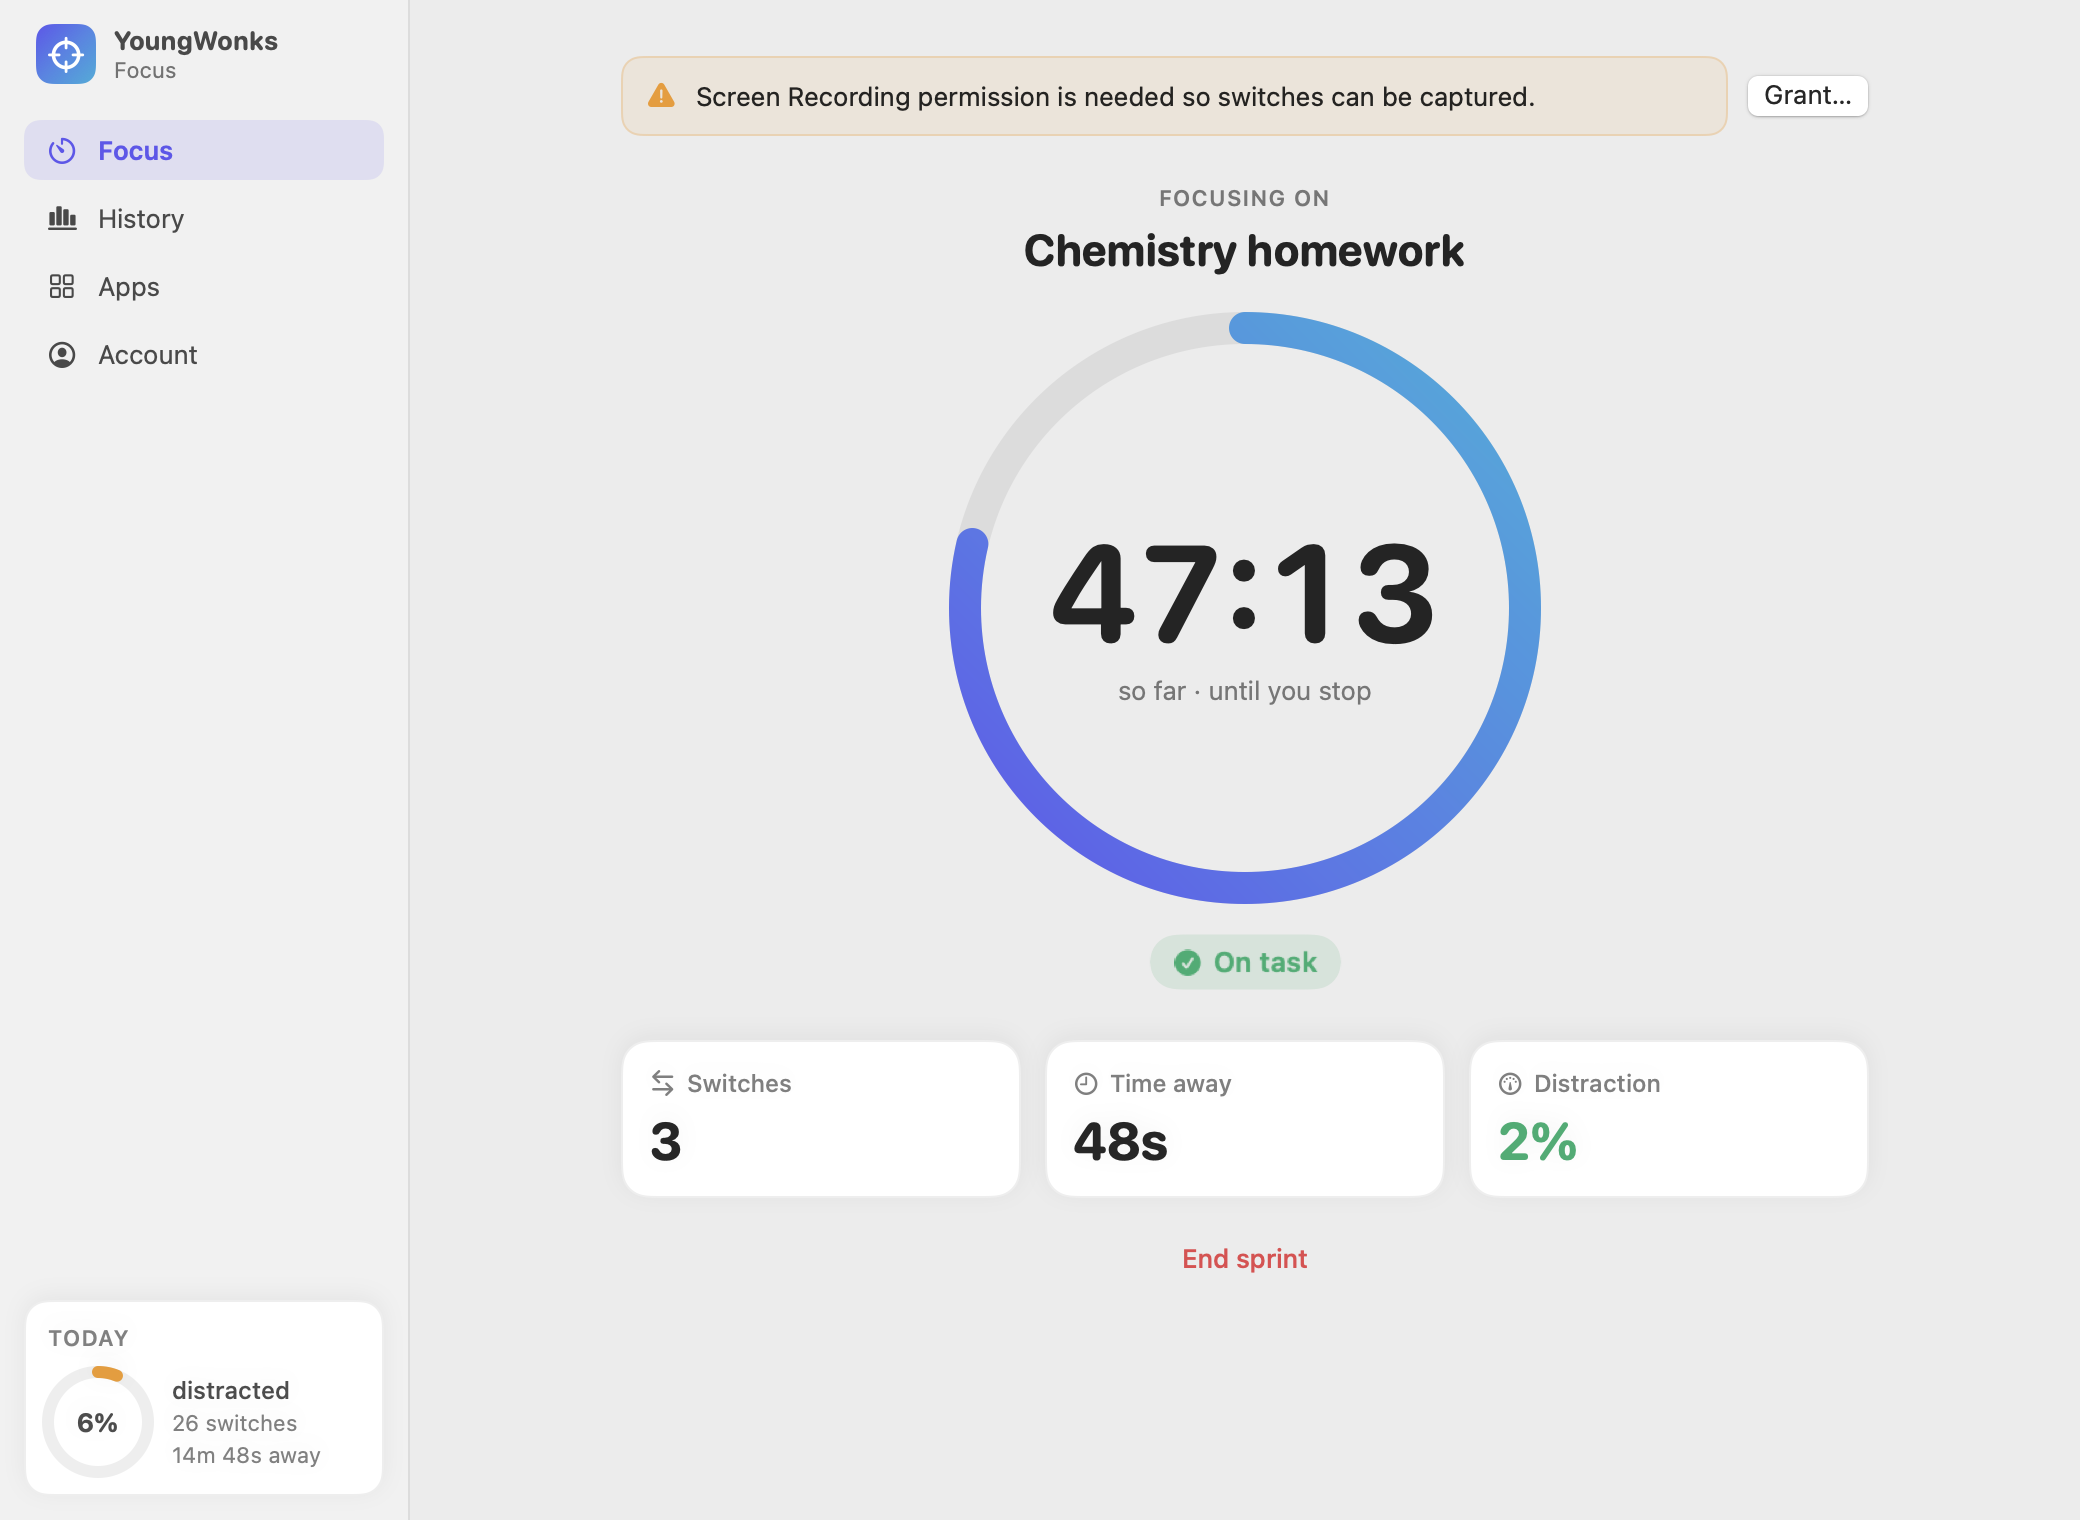 YoungWonks
Focus
Focus
History
Apps
Account
TODAY
6%
distracted
26 switches
14m 48s away
Screen Recording permission is needed so switches can be captured.
Grant...
FOCUSING ON
Chemistry homework
47:13
so far · until you stop
On task
Switches
3
Time away
48s
Distraction
2%
End sprint